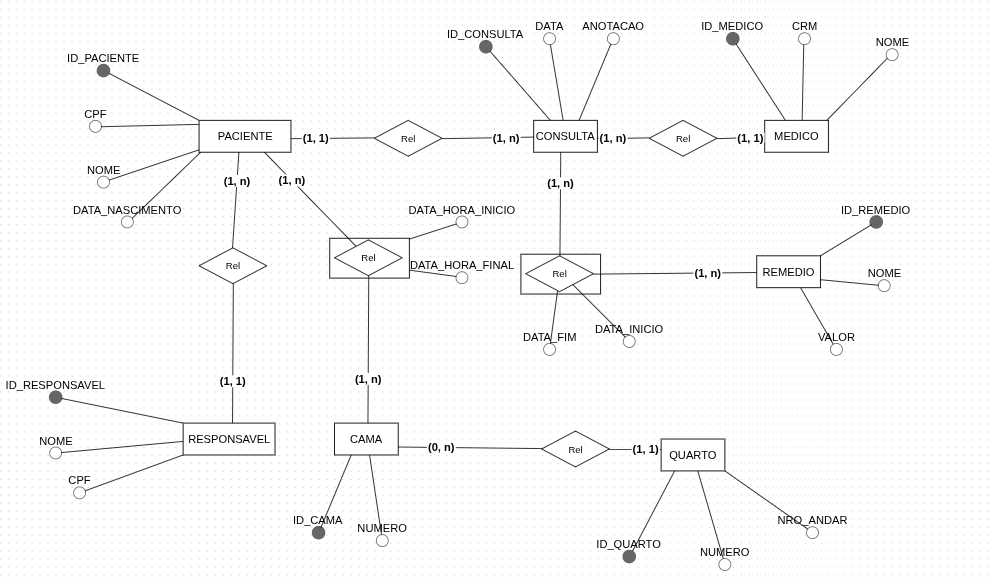 ID_CONSULTA
DATA
ANOTACAO
ID_MEDICO
CRM
NOME
ID_PACIENTE
CPF
PACIENTE
(1, 1)
Rel
(1, n)
CONSULTA
(1, n)
Rel
(1, 1)
MEDICO
NOME
DATA_NASCIMENTO
(1, n)
(1, n)
(1, n)
DATA_HORA_INICIO
ID_REMEDIO
Rel
Rel
DATA_HORA_FINAL
Rel
(1, n)
REMEDIO
NOME
DATA_FIM
DATA_INICIO
VALOR
(1, 1)
(1, n)
ID_RESPONSAVEL
NOME
CPF
RESPONSAVEL
CAMA
(0, n)
Rel
(1, 1)
QUARTO
ID_CAMA
NUMERO
ID_QUARTO
NUMERO
NRO_ANDAR